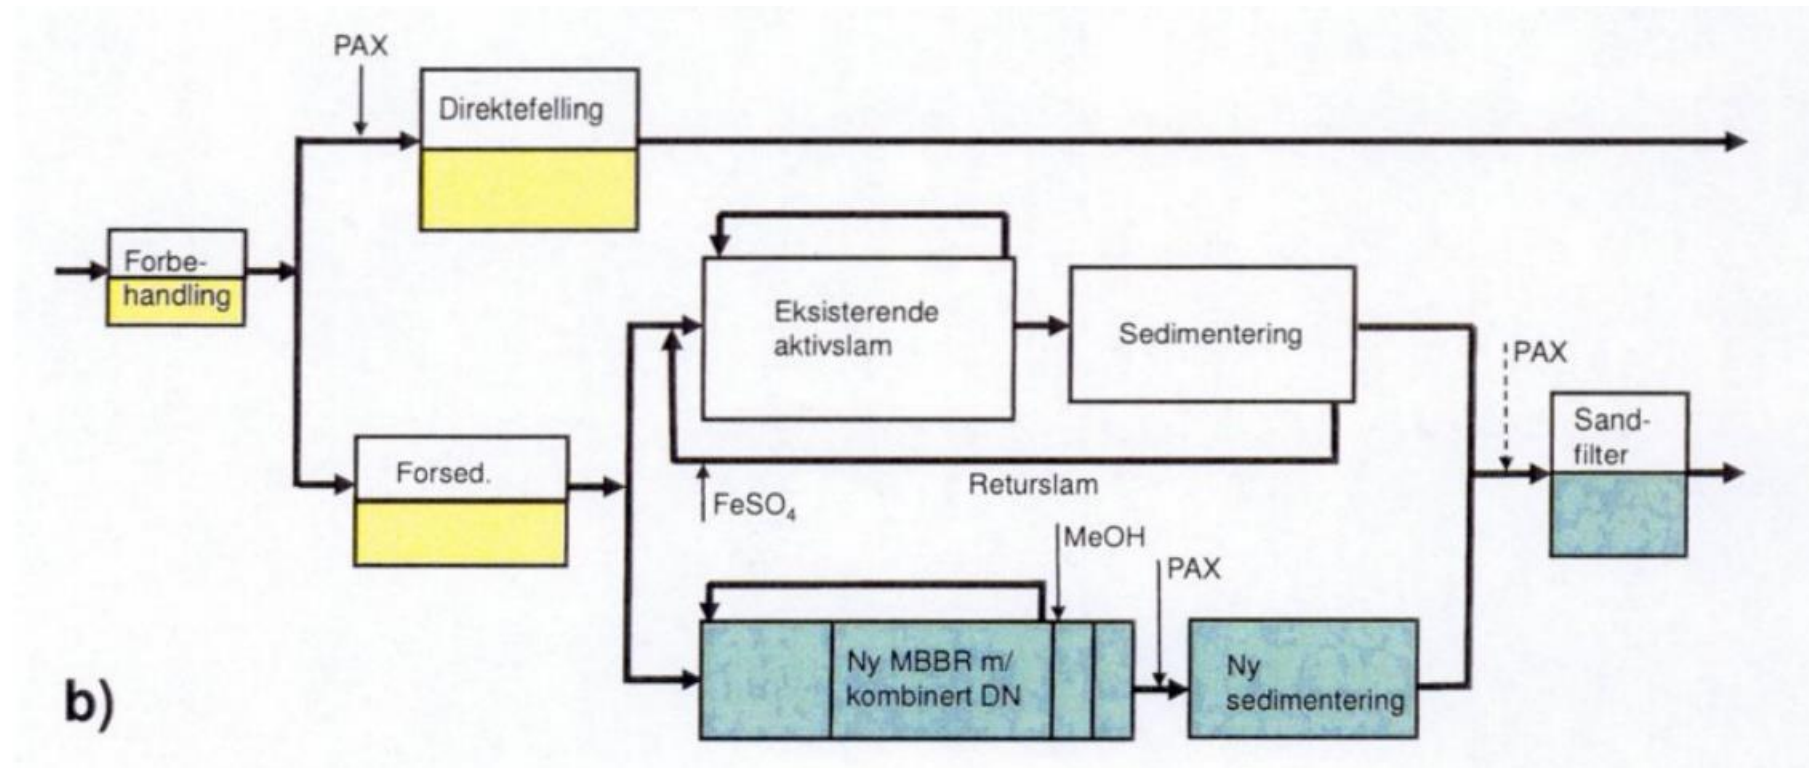 PAX
Direktefelling
Forbe-
handling
Eksisterende
aktivslam
Sedimentering
PAX
Sand-
filter
Forsed.
Returslam
FeSO₄
MeOH
PAX
Ny MBBR m/
kombinert DN
Ny
sedimentering
b)